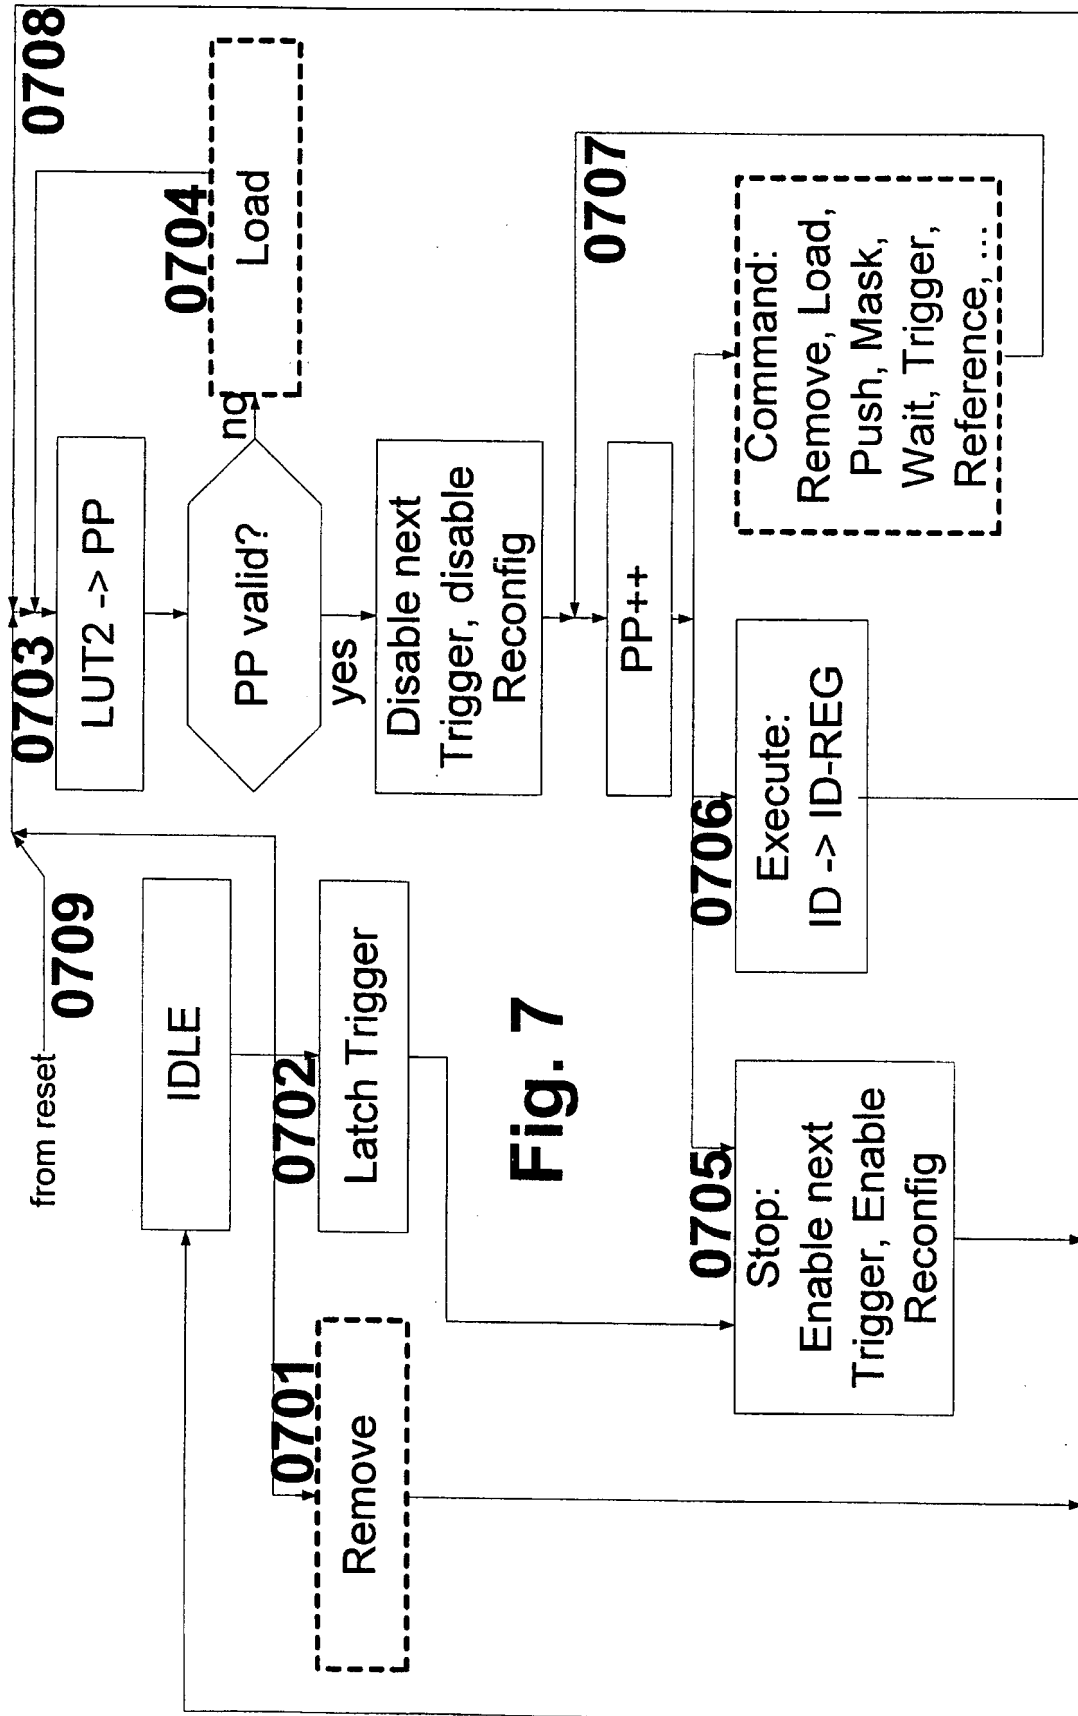 from reset
0709
IDLE
0701
Remove
0702
Latch Trigger
0703
LUT2 -> PP
0708
PP valid?
no
0704
Load
yes
Disable next
Trigger, disable
Reconfig
PP++
0707
0705
Stop:
Enable next
Trigger, Enable
Reconfig
0706
Execute:
ID -> ID-REG
Command:
Remove, Load,
Push, Mask,
Wait, Trigger,
Reference, ...
Fig. 7